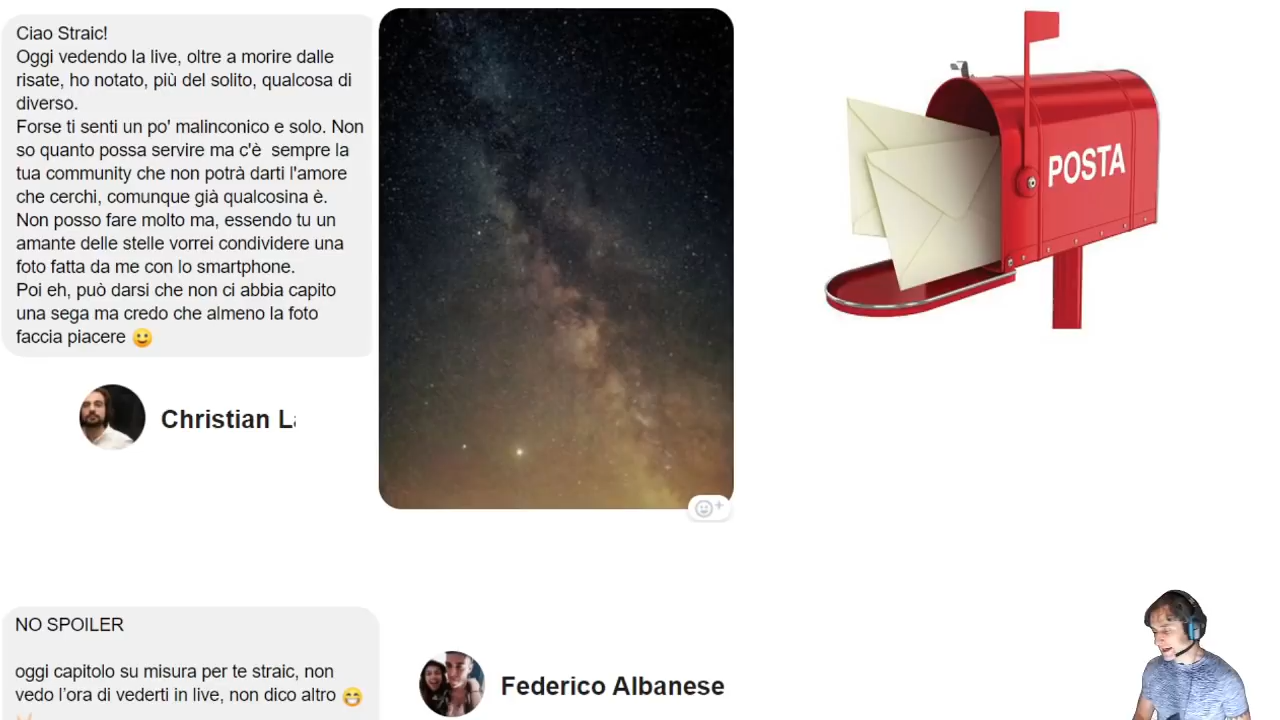 Ciao Straic!
Oggi vedendo la live, oltre a morire dalle
risate, ho notato, più del solito, qualcosa di
diverso.
Forse ti senti un po' malinconico e solo. Non
so quanto possa servire ma c'è  sempre la
tua community che non potrà darti l'amore
che cerchi, comunque già qualcosina è.
Non posso fare molto ma, essendo tu un
amante delle stelle vorrei condividere una
foto fatta da me con lo smartphone.
Poi eh, può darsi che non ci abbia capito
una sega ma credo che almeno la foto
faccia piacere 🙂
Christian
POSTA
NO SPOILER
oggi capitolo su misura per te straic, non
vedo l’ora di vederti in live, non dico altro 😁
Federico Albanese